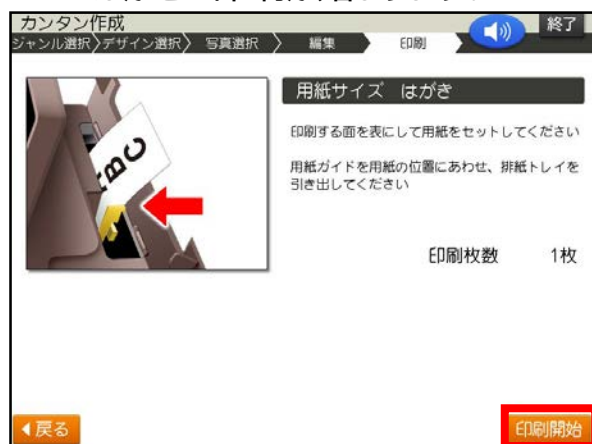 カンタン作成
終了
ジャンル選択〉デザイン選択〉 写真選択 〉 編集 印刷
用紙サイズ はがき
印刷する面を表にして用紙をセットしてください
用紙ガイドを用紙の位置にあわせ、排紙トレイを
引き出してください
ABC
印刷枚数 1枚
戻る
印刷開始